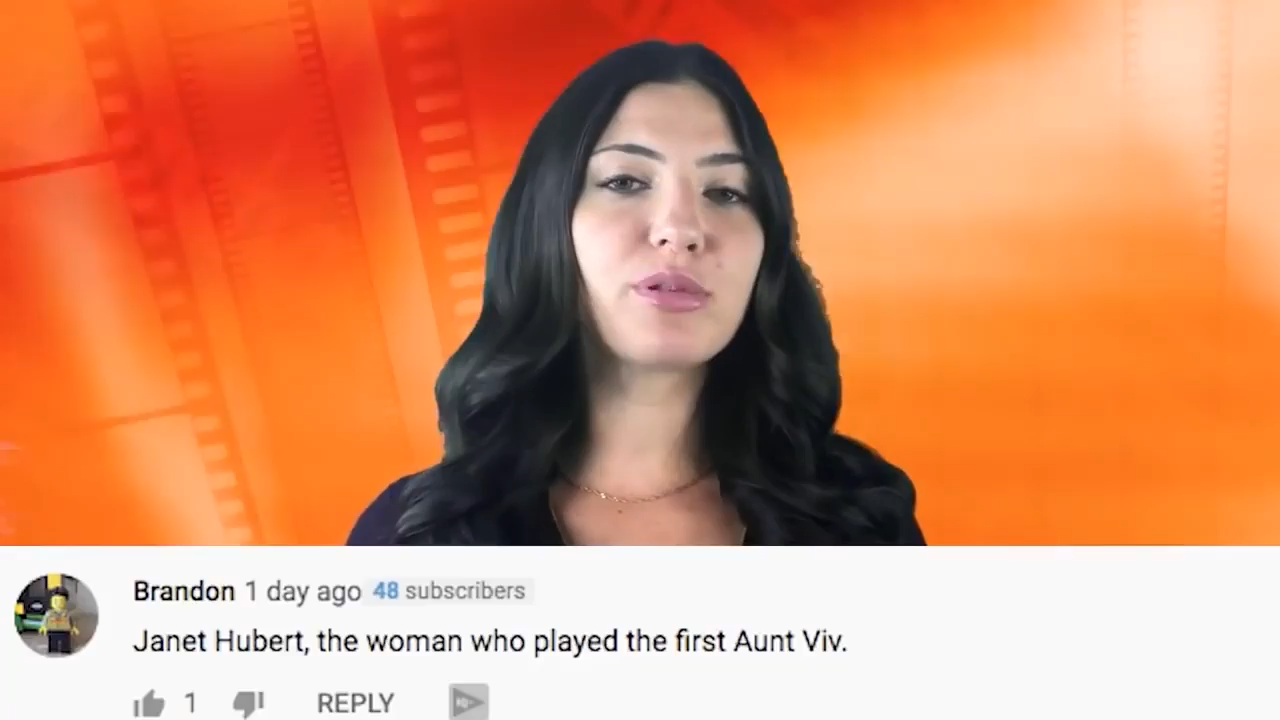 Brandon 1 day ago 48 subscribers
Janet Hubert, the woman who played the first Aunt Viv.
1 REPLY